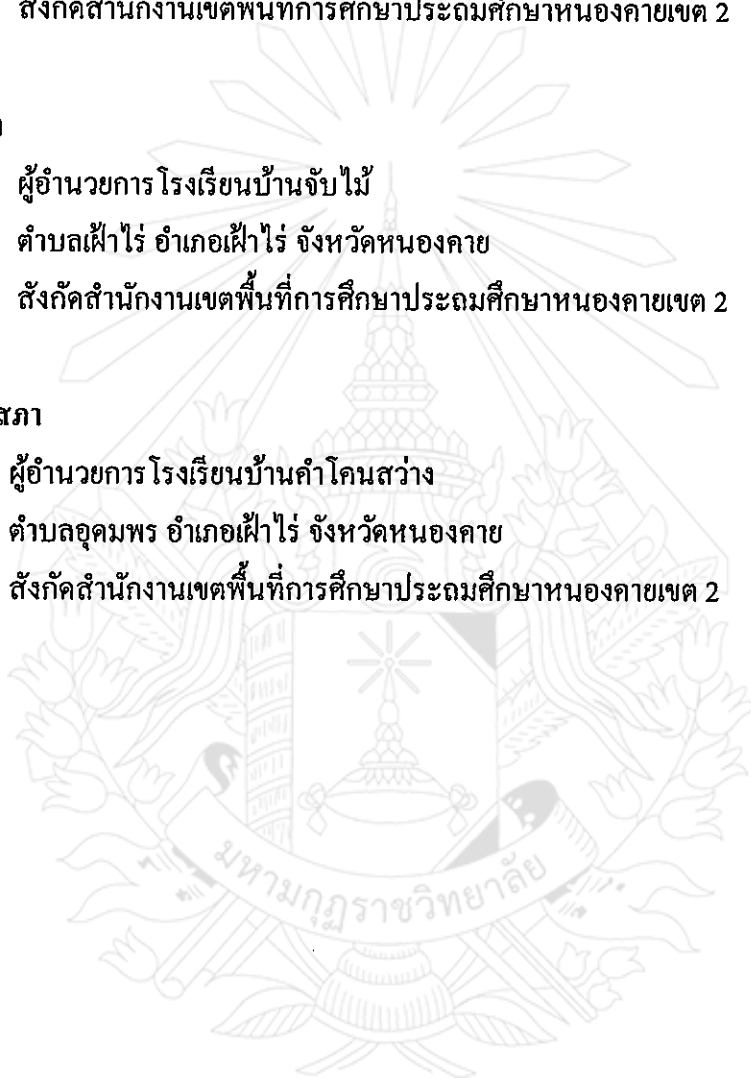 สังกัดสำนักงานเขตพื้นที่การศึกษาประถมศึกษาหนองคายเขต 2
ผู้อำนวยการโรงเรียนบ้านจับไม้
ตำบลเฝ้าไร่ อำเภอเฝ้าไร่ จังหวัดหนองคาย
สังกัดสำนักงานเขตพื้นที่การศึกษาประถมศึกษาหนองคายเขต 2
สภา
ผู้อำนวยการโรงเรียนบ้านคำโคนสว่าง
ตำบลอุดมพร อำเภอเฝ้าไร่ จังหวัดหนองคาย
สังกัดสำนักงานเขตพื้นที่การศึกษาประถมศึกษาหนองคายเขต 2
มหามกุฏราชวิทยาลัย